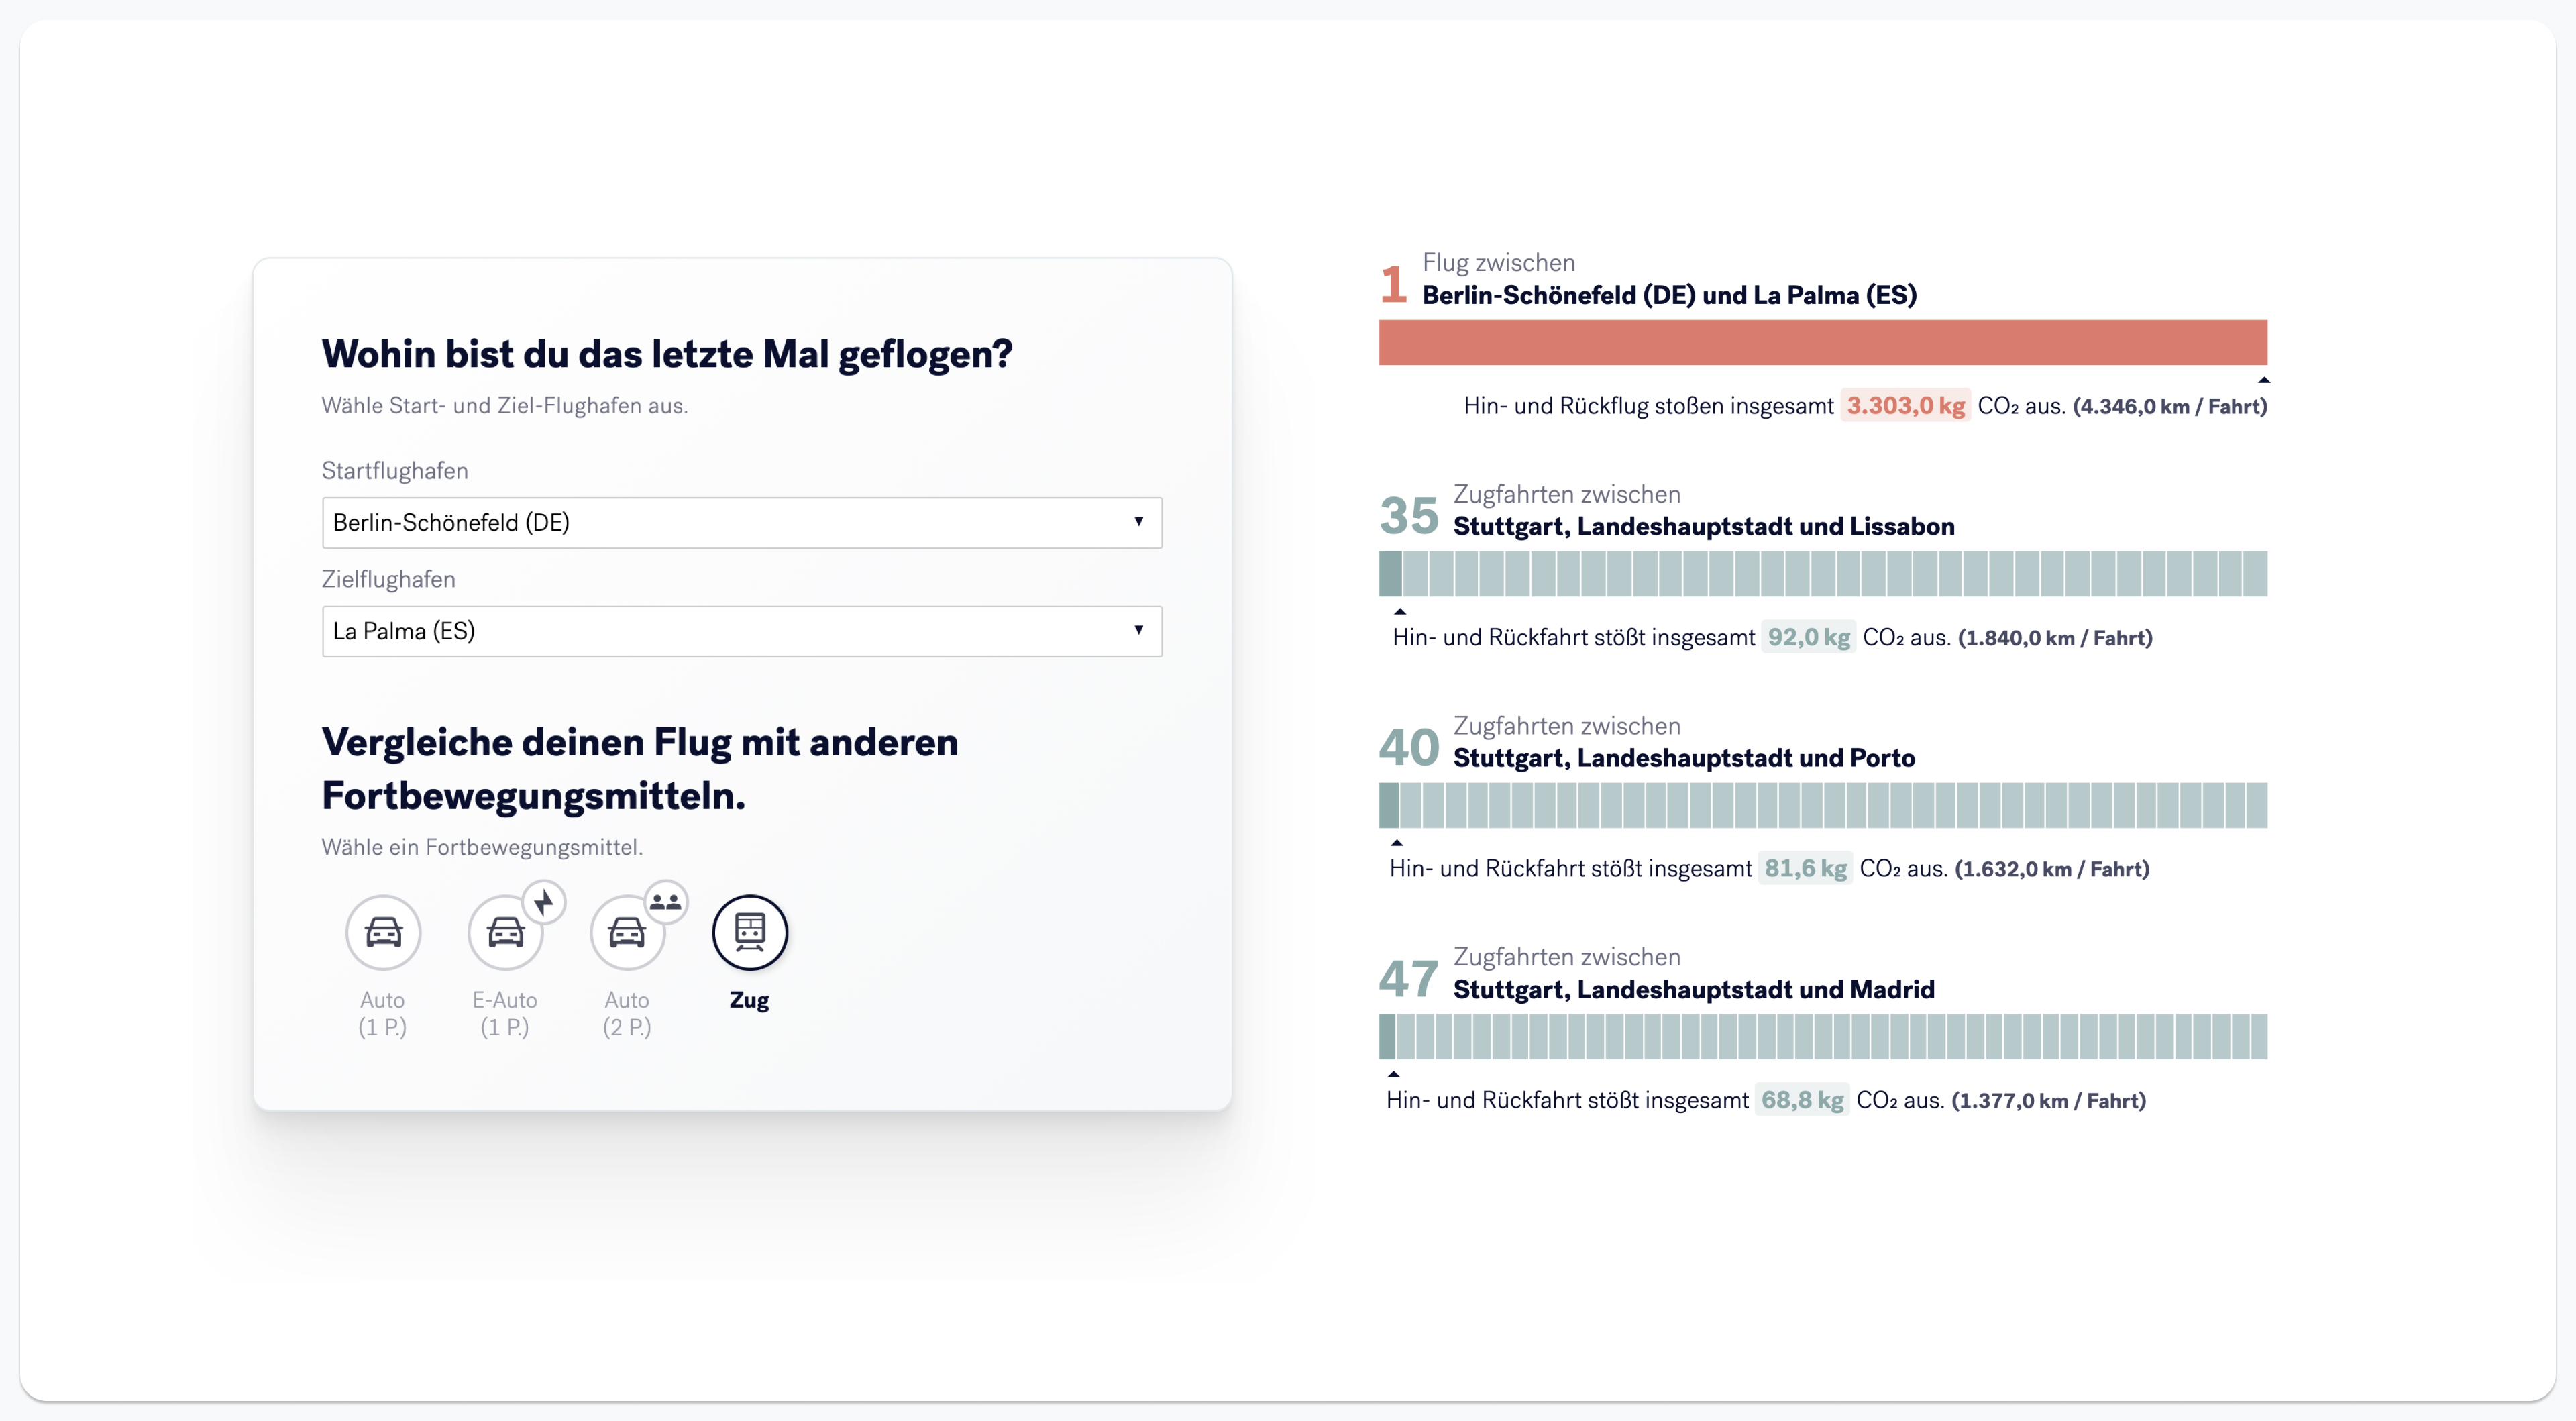 Wohin bist du das letzte Mal geflogen?
Wähle Start- und Ziel-Flughafen aus.
Startflughafen
Berlin-Schönefeld (DE)
Zielflughafen
La Palma (ES)
Vergleiche deinen Flug mit anderen
Fortbewegungsmitteln.
Wähle ein Fortbewegungsmittel.
Auto
(1 P.)
E-Auto
(1 P.)
Auto
(2 P.)
Zug
1 Flug zwischen
Berlin-Schönefeld (DE) und La Palma (ES)
Hin- und Rückflug stoßen insgesamt 3.303,0 kg CO₂ aus. (4.346,0 km / Fahrt)
35 Zugfahrten zwischen
Stuttgart, Landeshauptstadt und Lissabon
Hin- und Rückfahrt stößt insgesamt 92,0 kg CO₂ aus. (1.840,0 km / Fahrt)
40 Zugfahrten zwischen
Stuttgart, Landeshauptstadt und Porto
Hin- und Rückfahrt stößt insgesamt 81,6 kg CO₂ aus. (1.632,0 km / Fahrt)
47 Zugfahrten zwischen
Stuttgart, Landeshauptstadt und Madrid
Hin- und Rückfahrt stößt insgesamt 68,8 kg CO₂ aus. (1.377,0 km / Fahrt)